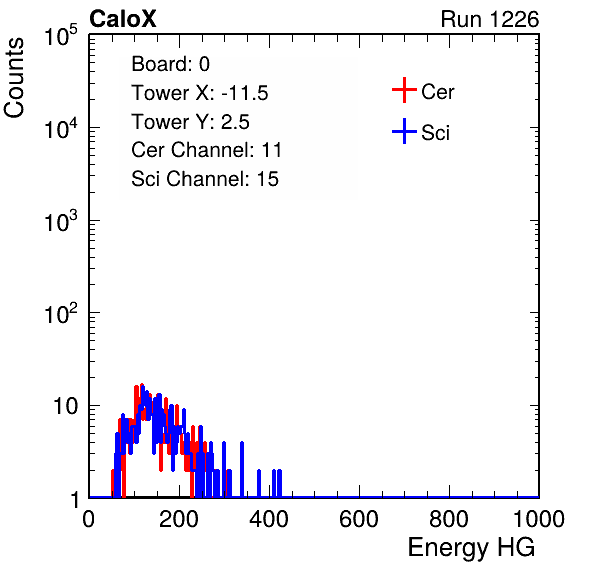 CaloX Run 1226
Counts
10^5
10^4
10^3
10^2
10
1
Board: 0
Tower X: -11.5
Tower Y: 2.5
Cer Channel: 11
Sci Channel: 15
Cer
Sci
0 200 400 600 800 1000
Energy HG